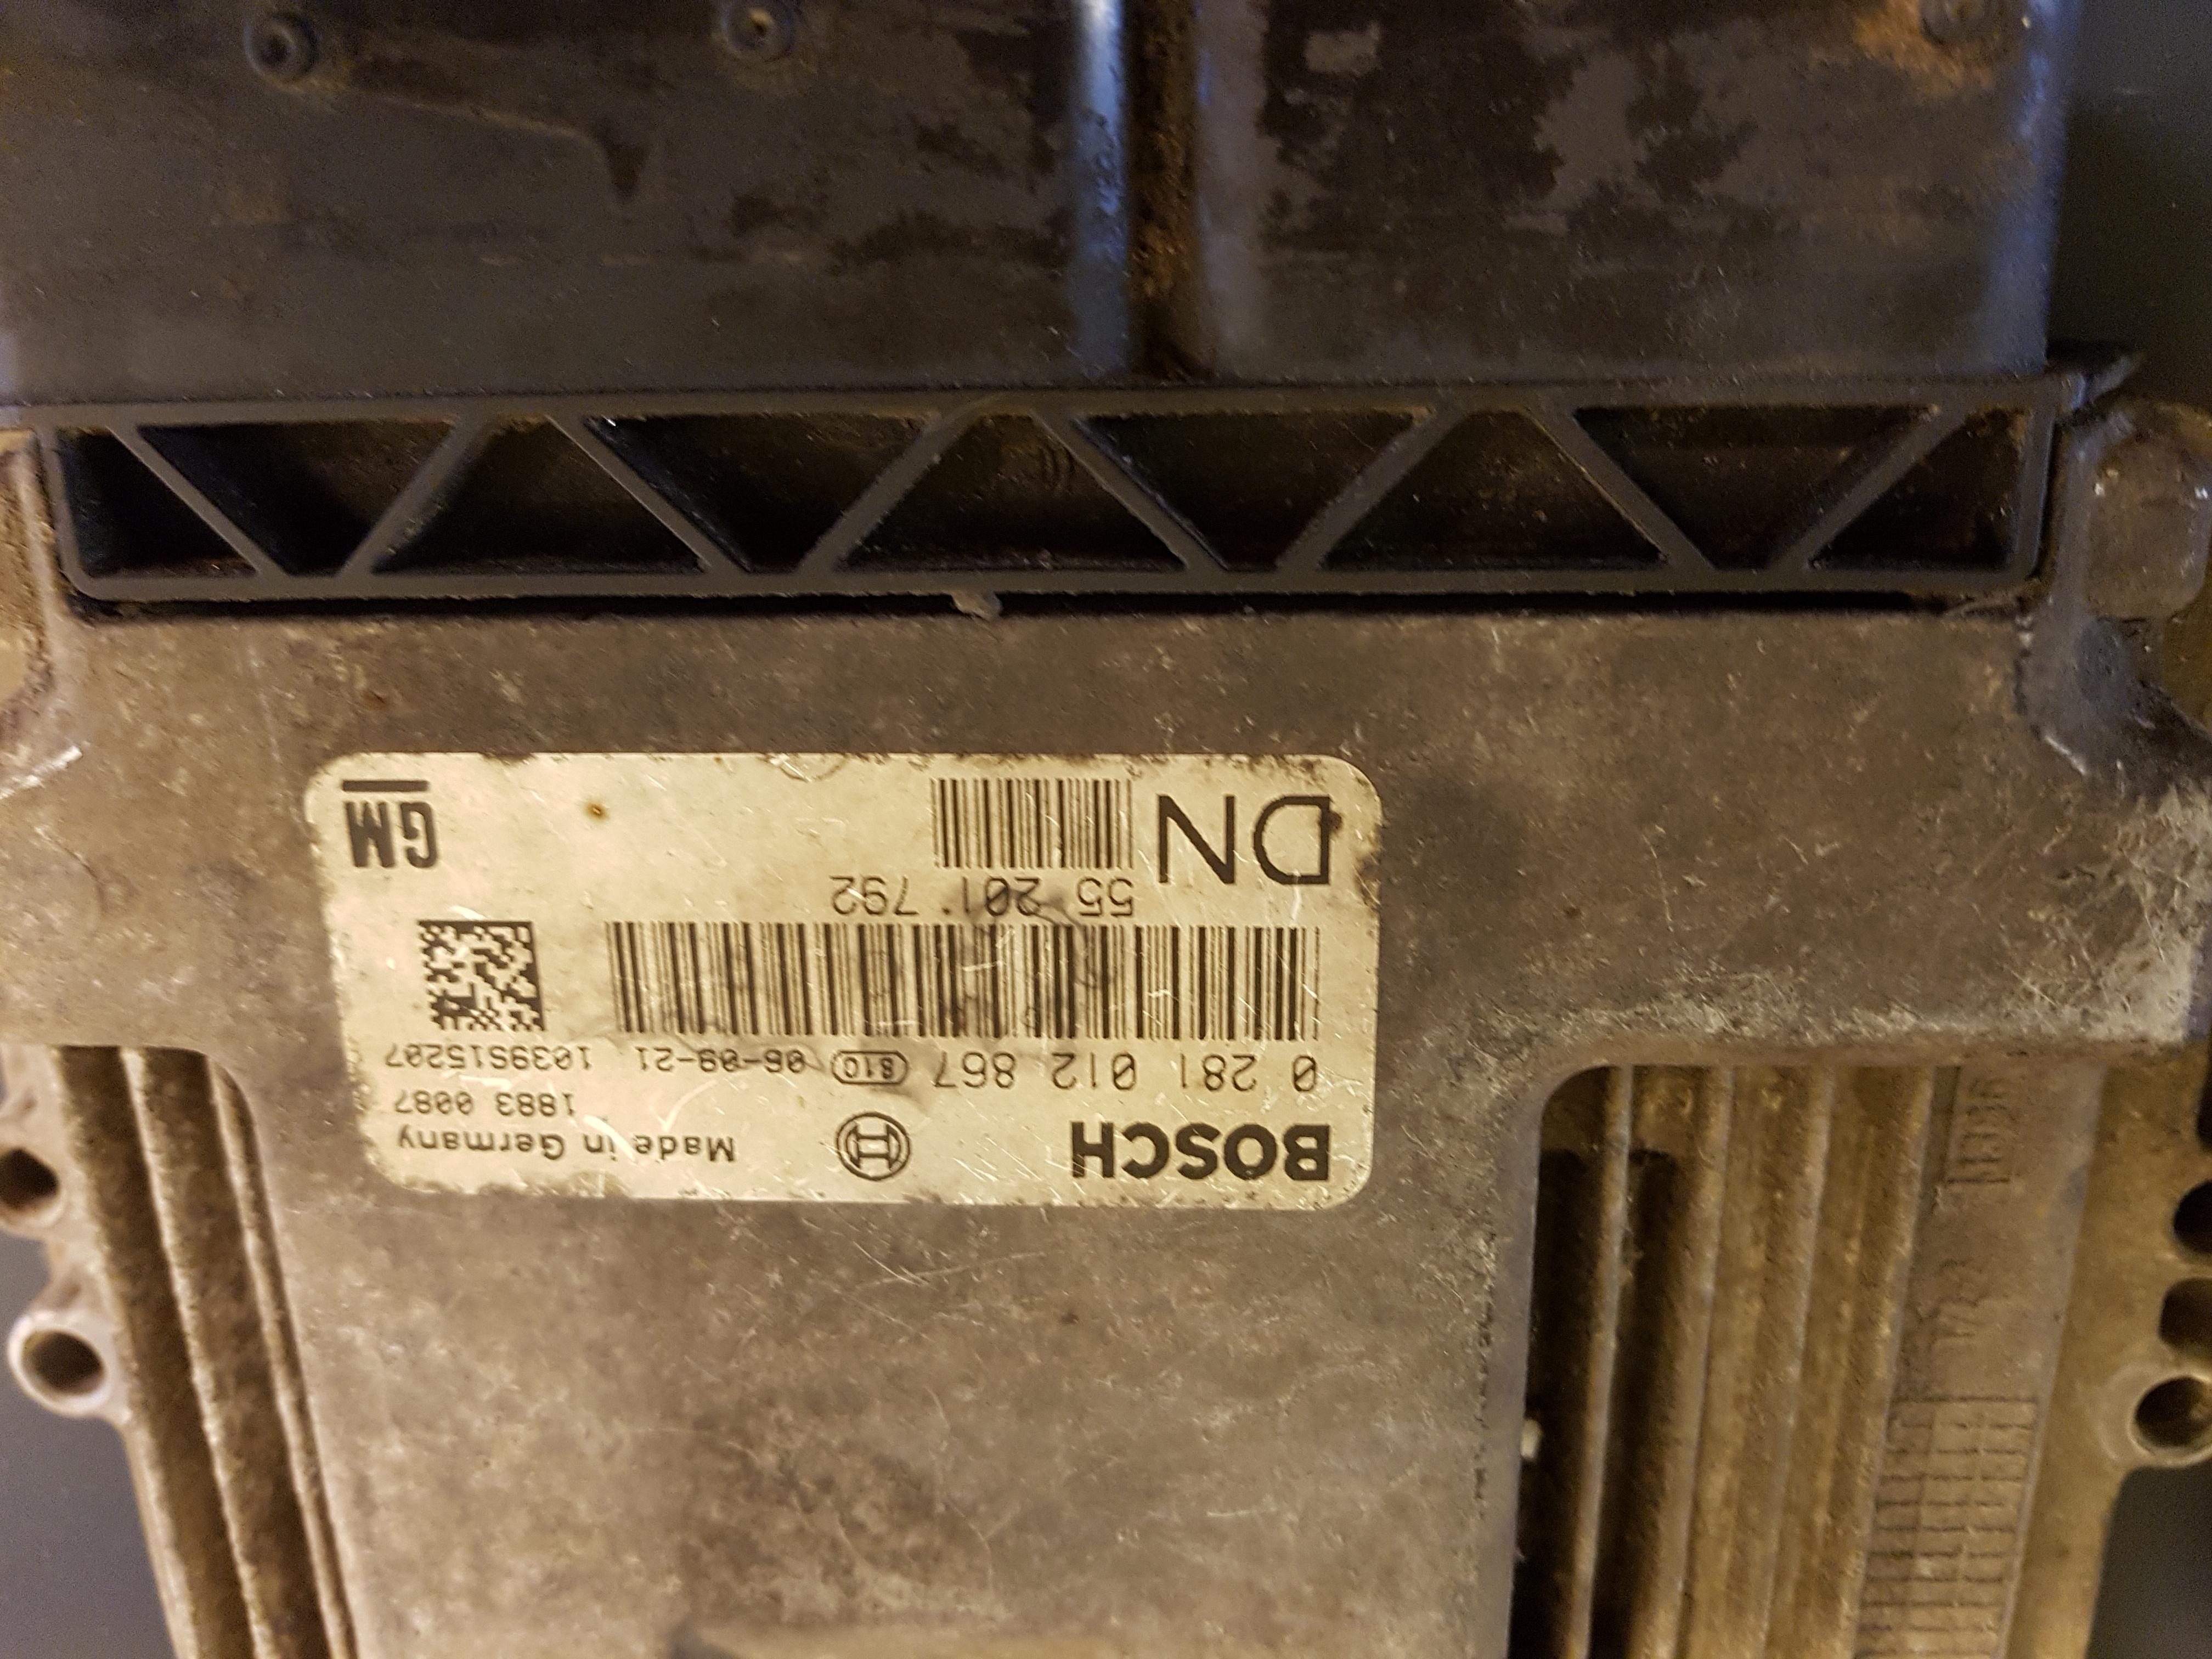 BOSCH Made in Germany
1883 0087
0 281 012 867 81C 06-09-21 1039S15207
55 201 792
DN GM